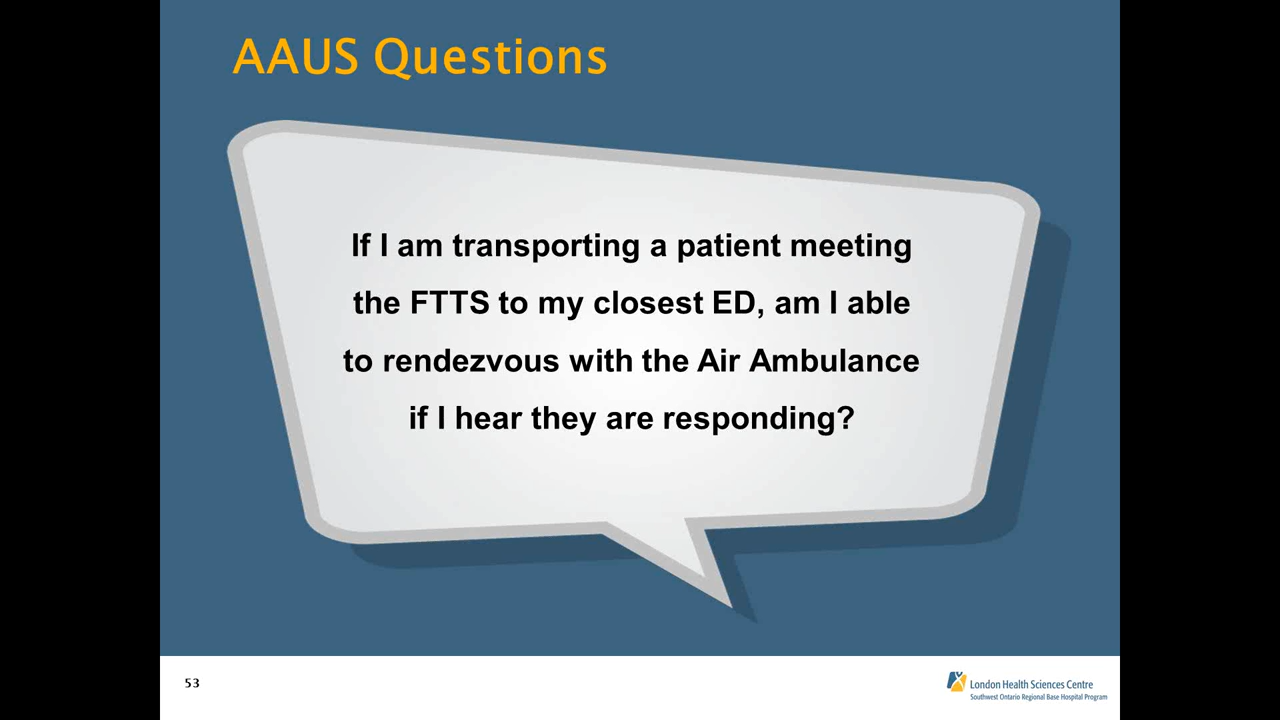 AAUS Questions
If I am transporting a patient meeting
the FTTS to my closest ED, am I able
to rendezvous with the Air Ambulance
if I hear they are responding?
53
London Health Sciences Centre
Southwest Ontario Regional Base Hospital Program